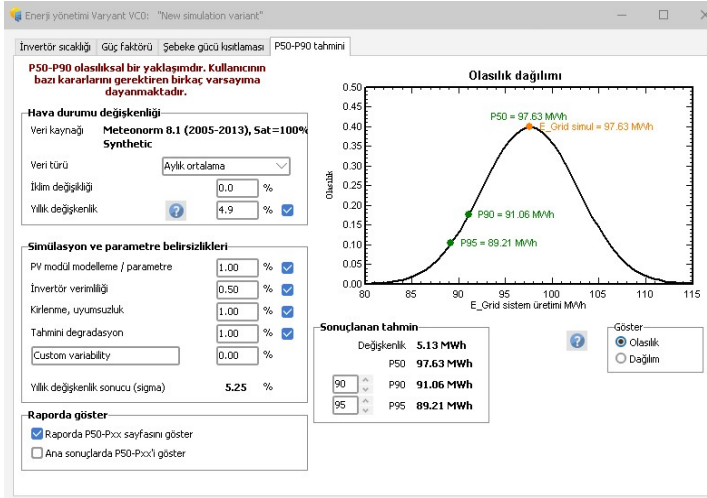 Enerji yönetimi Varyant VC0: "New simulation variant"
İnvertör sıcaklığı Güç faktörü Şebeke gücü kısıtlaması P50-P90 tahmini
P50-P90 olasılıksal bir yaklaşımdır. Kullanıcının
bazı kararlarını gerektiren birkaç varsayıma
dayanmaktadır.
Hava durumu değişkenliği
Veri kaynağı Meteonorm 8.1 (2005-2013), Sat=100%
Synthetic
Veri türü Aylık ortalama
İklim değişikliği 0.0 %
Yıllık değişkenlik ? 4.9 %
Simülasyon ve parametre belirsizlikleri
PV modül modelleme / parametre 1.00 %
İnvertör verimliliği 0.50 %
Kirlenme, uyumsuzluk 1.00 %
Tahmini degradasyon 1.00 %
Custom variability 0.00 %
Yıllık değişkenlik sonucu (sigma) 5.25 %
Raporda göster
Raporda P50-Pxx sayfasını göster
Ana sonuçlarda P50-Pxx'i göster
Olasılık dağılımı
0.50
0.45
0.40
0.35
0.30
0.25
0.20
0.15
0.10
0.05
0.00
Olasılık
P50 = 97.63 MWh
E_Grid simul = 97.63 MWh
P90 = 91.06 MWh
P95 = 89.21 MWh
80 85 90 95 100 105 110 115
E_Grid sistem üretimi MWh
Sonuçlanan tahmin
Değişkenlik 5.13 MWh
P50 97.63 MWh
90 P90 91.06 MWh
95 P95 89.21 MWh
?
Göster
Olasılık
Dağılım